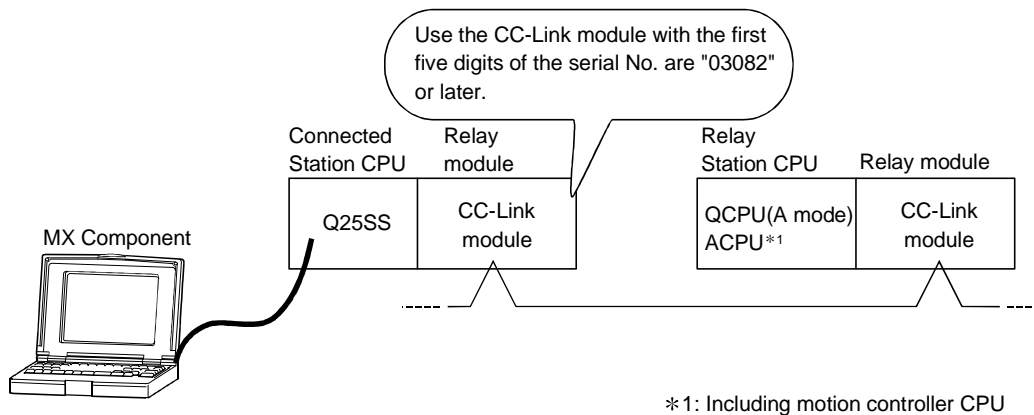 Use the CC-Link module with the first
five digits of the serial No. are "03082"
or later.
Connected
Station CPU
Relay
module
Relay
Station CPU
Relay module
Q25SS
CC-Link
module
QCPU(A mode)
ACPU*1
CC-Link
module
MX Component
*1: Including motion controller CPU